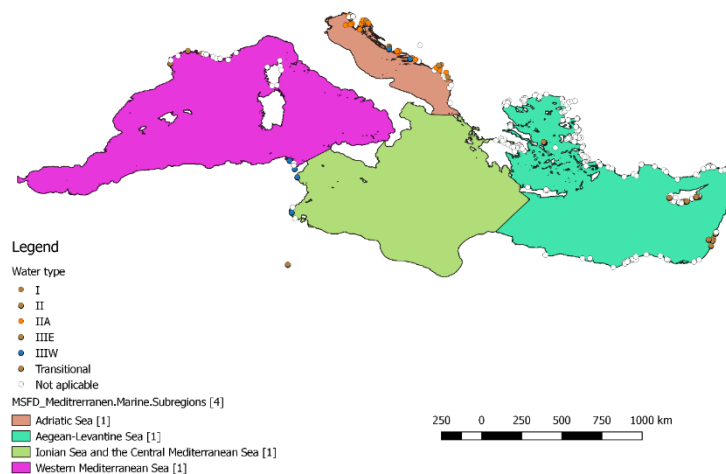 Legend
Water type
I
II
IIA
IIIE
IIIW
Transitional
Not aplicable
MSFD_Meditrerranen.Marine.Subregions [4]
Adriatic Sea [1]
Aegean-Levantine Sea [1]
Ionian Sea and the Central Mediterranean Sea [1]
Western Mediterranean Sea [1]
250 0 250 500 750 1000 km